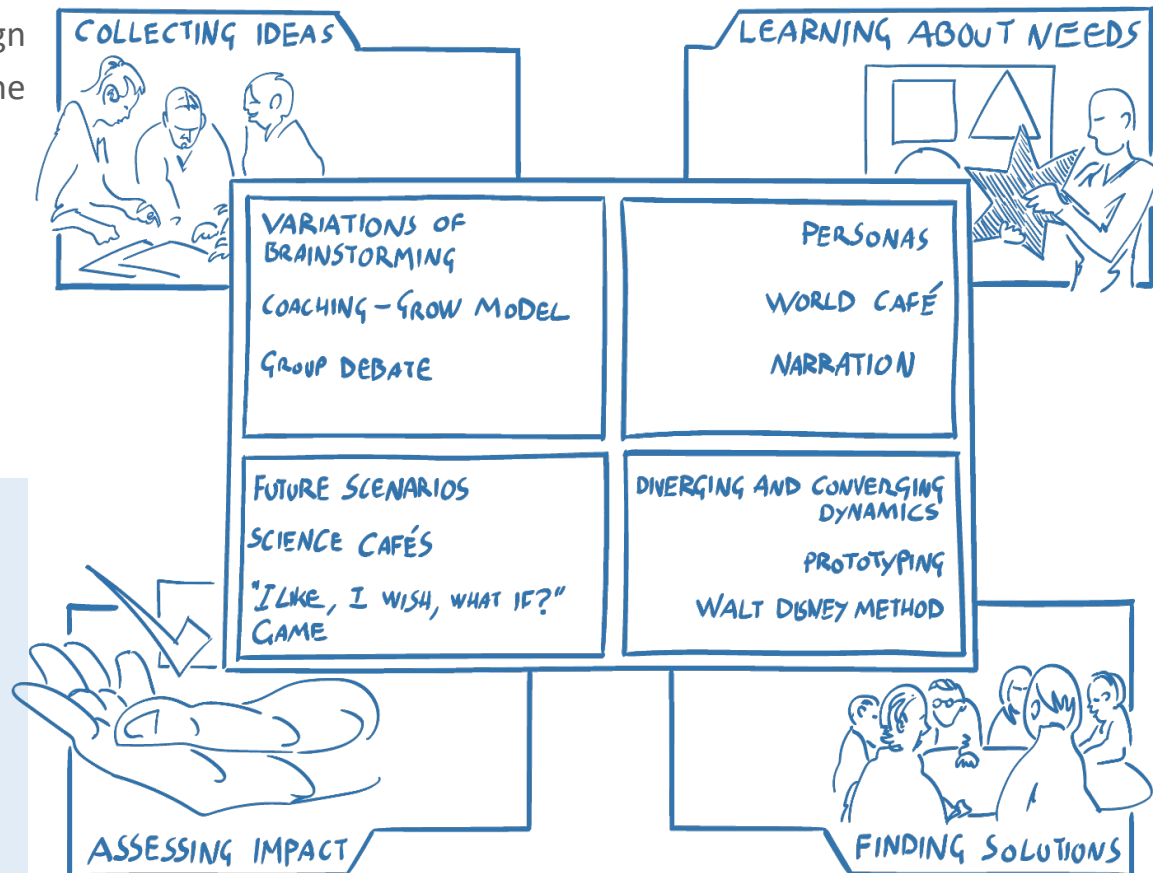 gn
ne
COLLECTING IDEAS
LEARNING ABOUT NEEDS
VARIATIONS OF
BRAINSTORMING
COACHING – GROW MODEL
GROUP DEBATE
PERSONAS
WORLD CAFÉ
NARRATION
FUTURE SCENARIOS
SCIENCE CAFÉS
"I LIKE, I WISH, WHAT IF?"
GAME
DIVERGING AND CONVERGING
DYNAMICS
PROTOTYPING
WALT DISNEY METHOD
ASSESSING IMPACT
FINDING SOLUTIONS